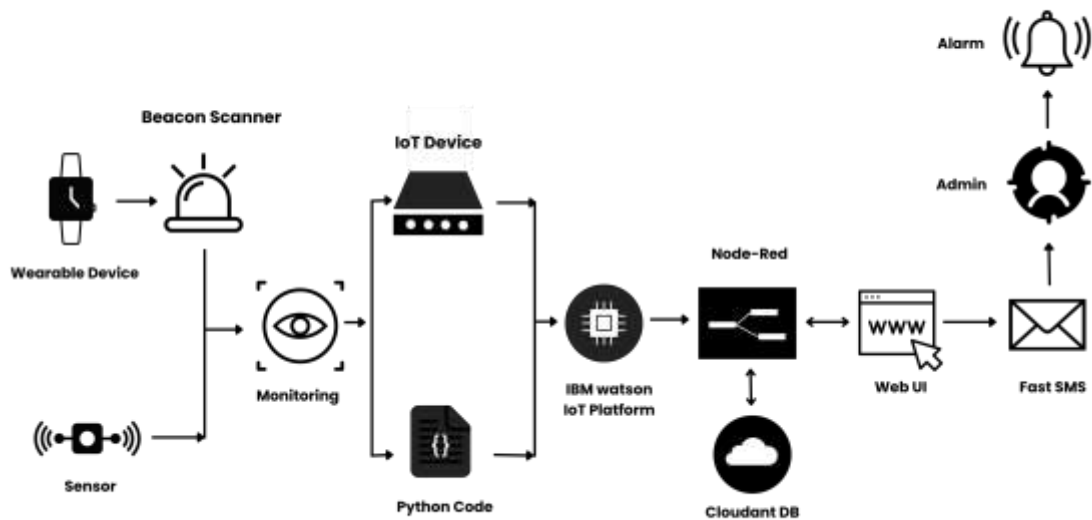 Alarm
Beacon Scanner
IoT Device
Admin
Wearable Device
Node-Red
WWW
Monitoring
IBM watson
IoT Platform
Web UI
Fast SMS
{}
Sensor
Python Code
Cloudant DB